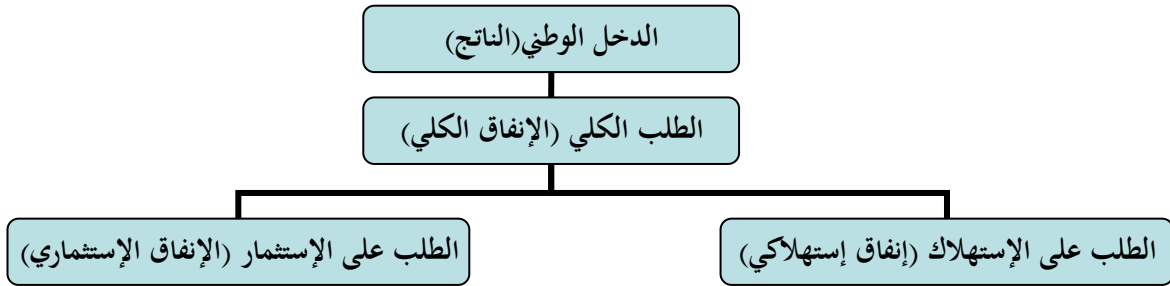 الدخل الوطني(الناتج)
الطلب الكلي (الإنفاق الكلي)
الطلب على الإستهلاك (إنفاق إستهلاكي)
الطلب على الإستثمار (الإنفاق الإستثماري)